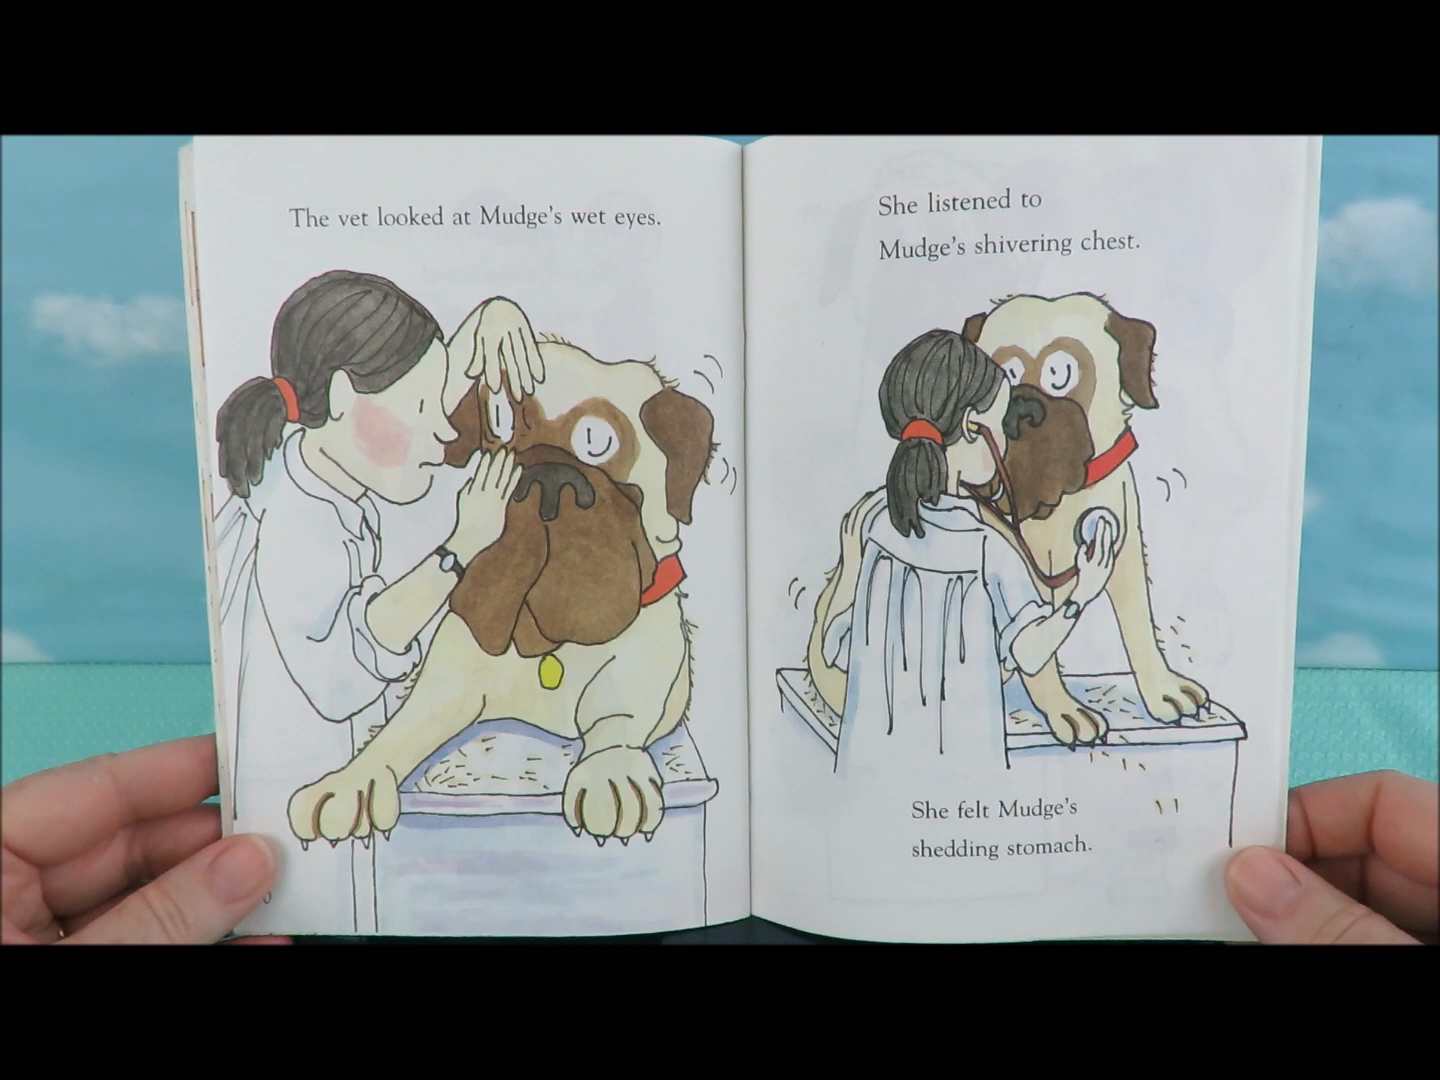 The vet looked at Mudge's wet eyes.
She listened to
Mudge's shivering chest.
She felt Mudge's
shedding stomach.